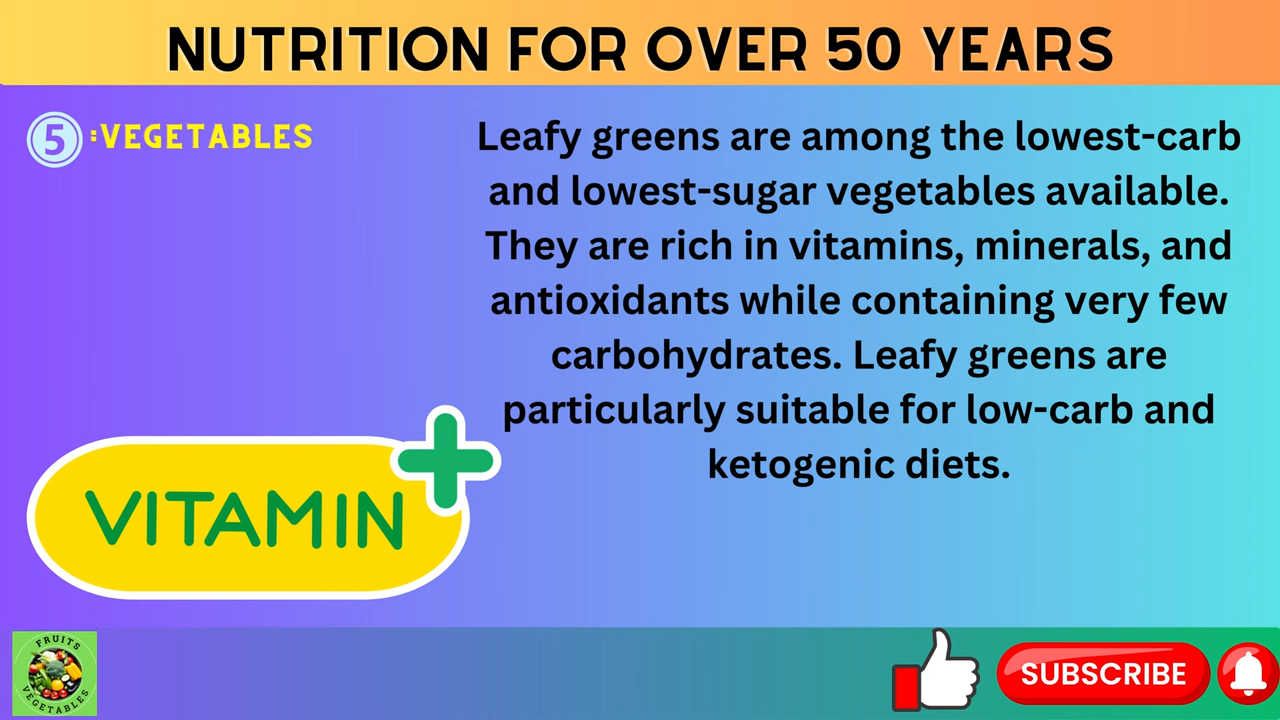 NUTRITION FOR OVER 50 YEARS
5 :VEGETABLES
Leafy greens are among the lowest-carb
and lowest-sugar vegetables available.
They are rich in vitamins, minerals, and
antioxidants while containing very few
carbohydrates. Leafy greens are
particularly suitable for low-carb and
ketogenic diets.
VITAMIN
FRUITS
VEGETABLES
SUBSCRIBE